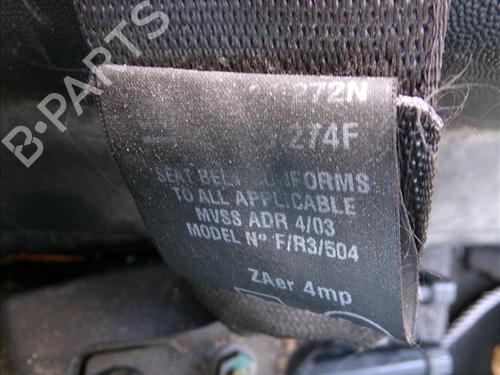 B-PARTS
272N
274F
SEAT BELT CONFORMS
TO ALL APPLICABLE
MVSS ADR 4/03
MODEL Nº F/R3/504
ZAer 4mp